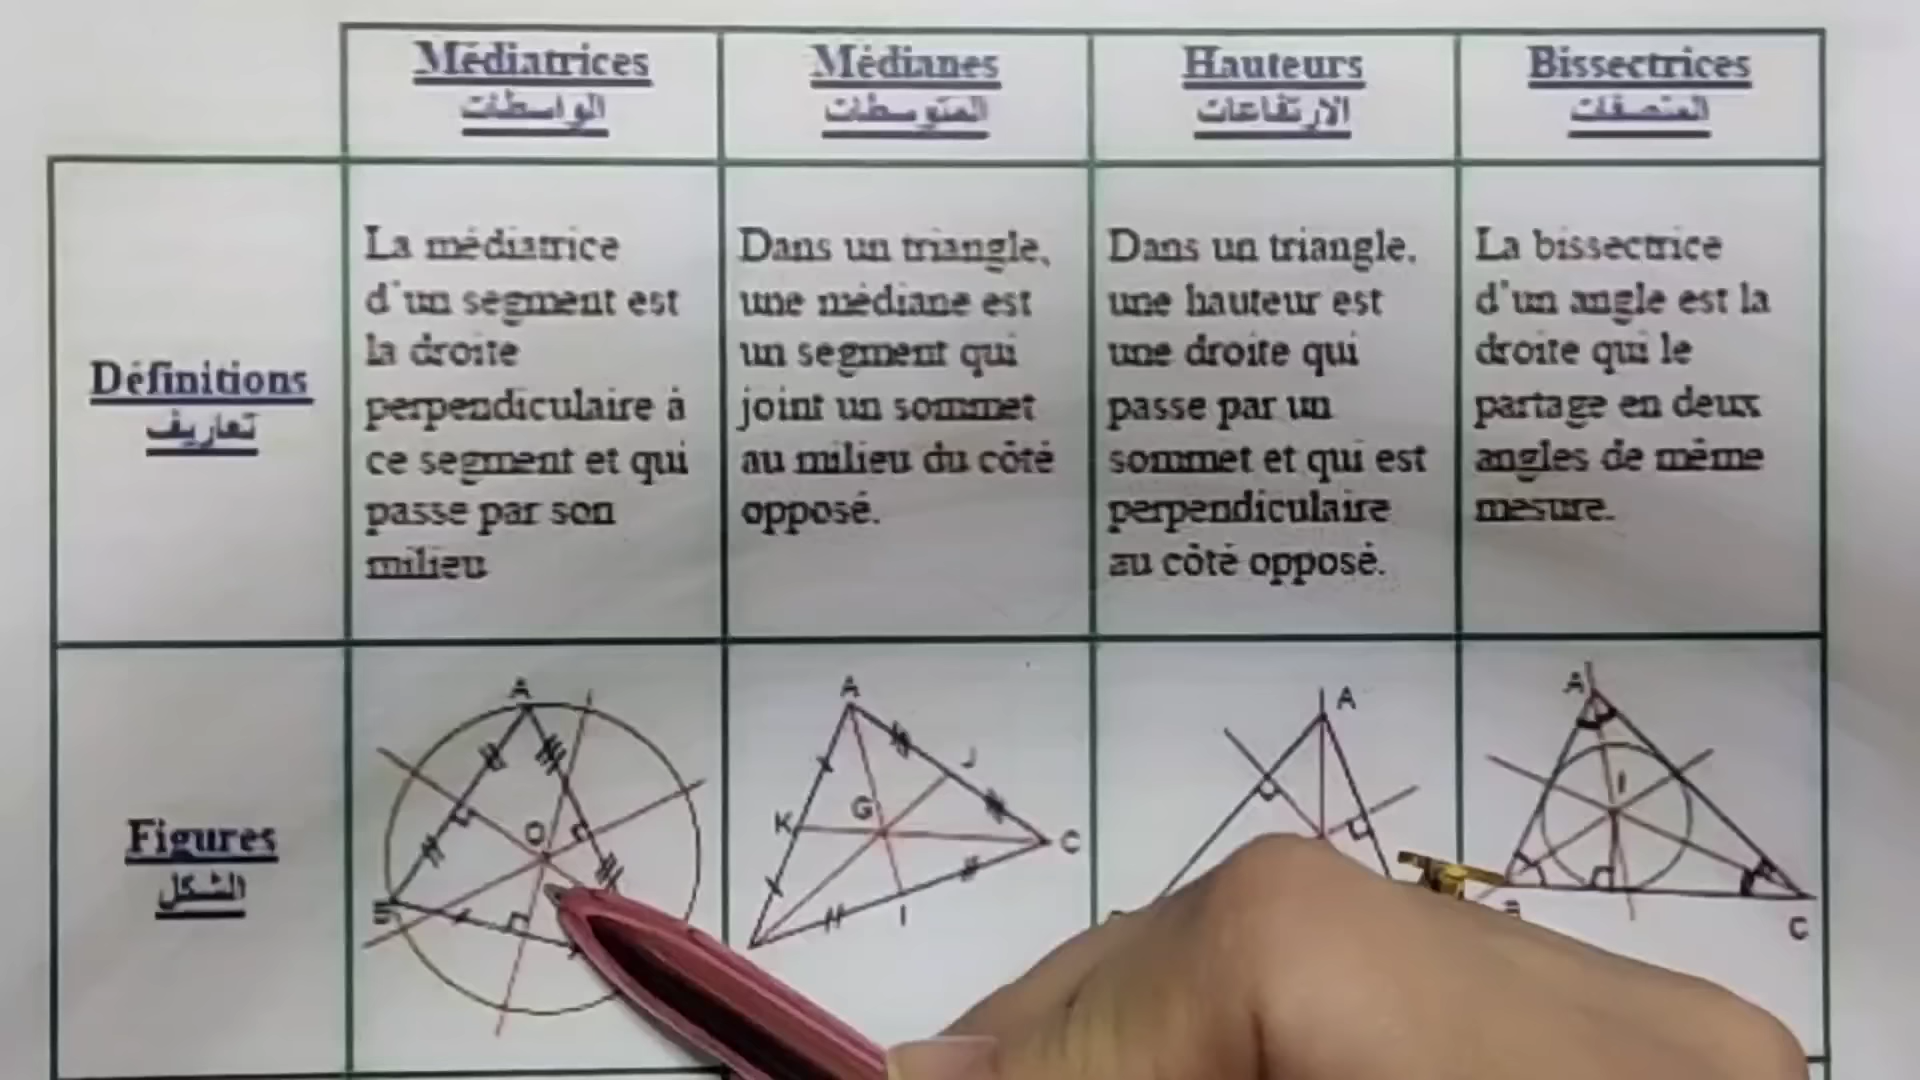 Médiatrices
الواسطات
Médianes
المتوسطات
Hauteurs
الارتفاعات
Bissectrices
المنصفات
Définitions
تعاريف
La médiatrice
d'un segment est
la droite
perpendiculaire à
ce segment et qui
passe par son
milieu
Dans un triangle,
une médiane est
un segment qui
joint un sommet
au milieu du côté
opposé.
Dans un triangle,
une hauteur est
une droite qui
passe par un
sommet et qui est
perpendiculaire
au côté opposé.
La bissectrice
d'un angle est la
droite qui le
partage en deux
angles de même
mesure.
Figures
الشكل
A
O
B
A
J
K
G
C
I
A
A
I
C